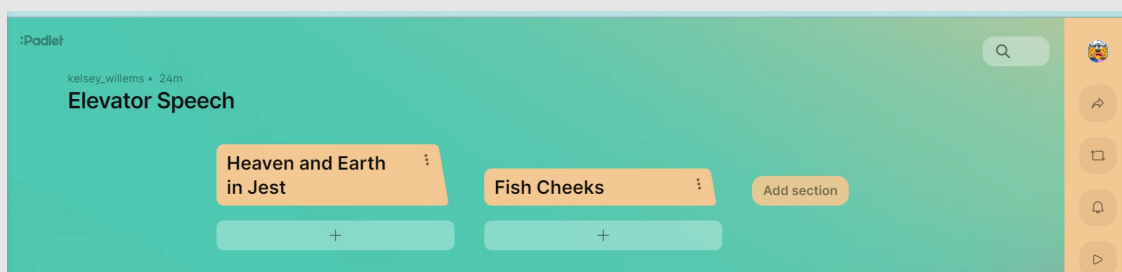 :Padlet
kelsey_willems • 24m
Elevator Speech
Heaven and Earth
in Jest
Fish Cheeks
Add section